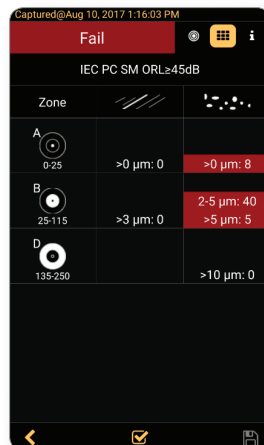 Captured@Aug 10, 2017 1:16:03 PM
Fail
i
IEC PC SM ORL≥45dB
Zone
A
0-25
>0 µm: 0
>0 µm: 8
B
25-115
>3 µm: 0
2-5 µm: 40
>5 µm: 5
D
135-250
>10 µm: 0